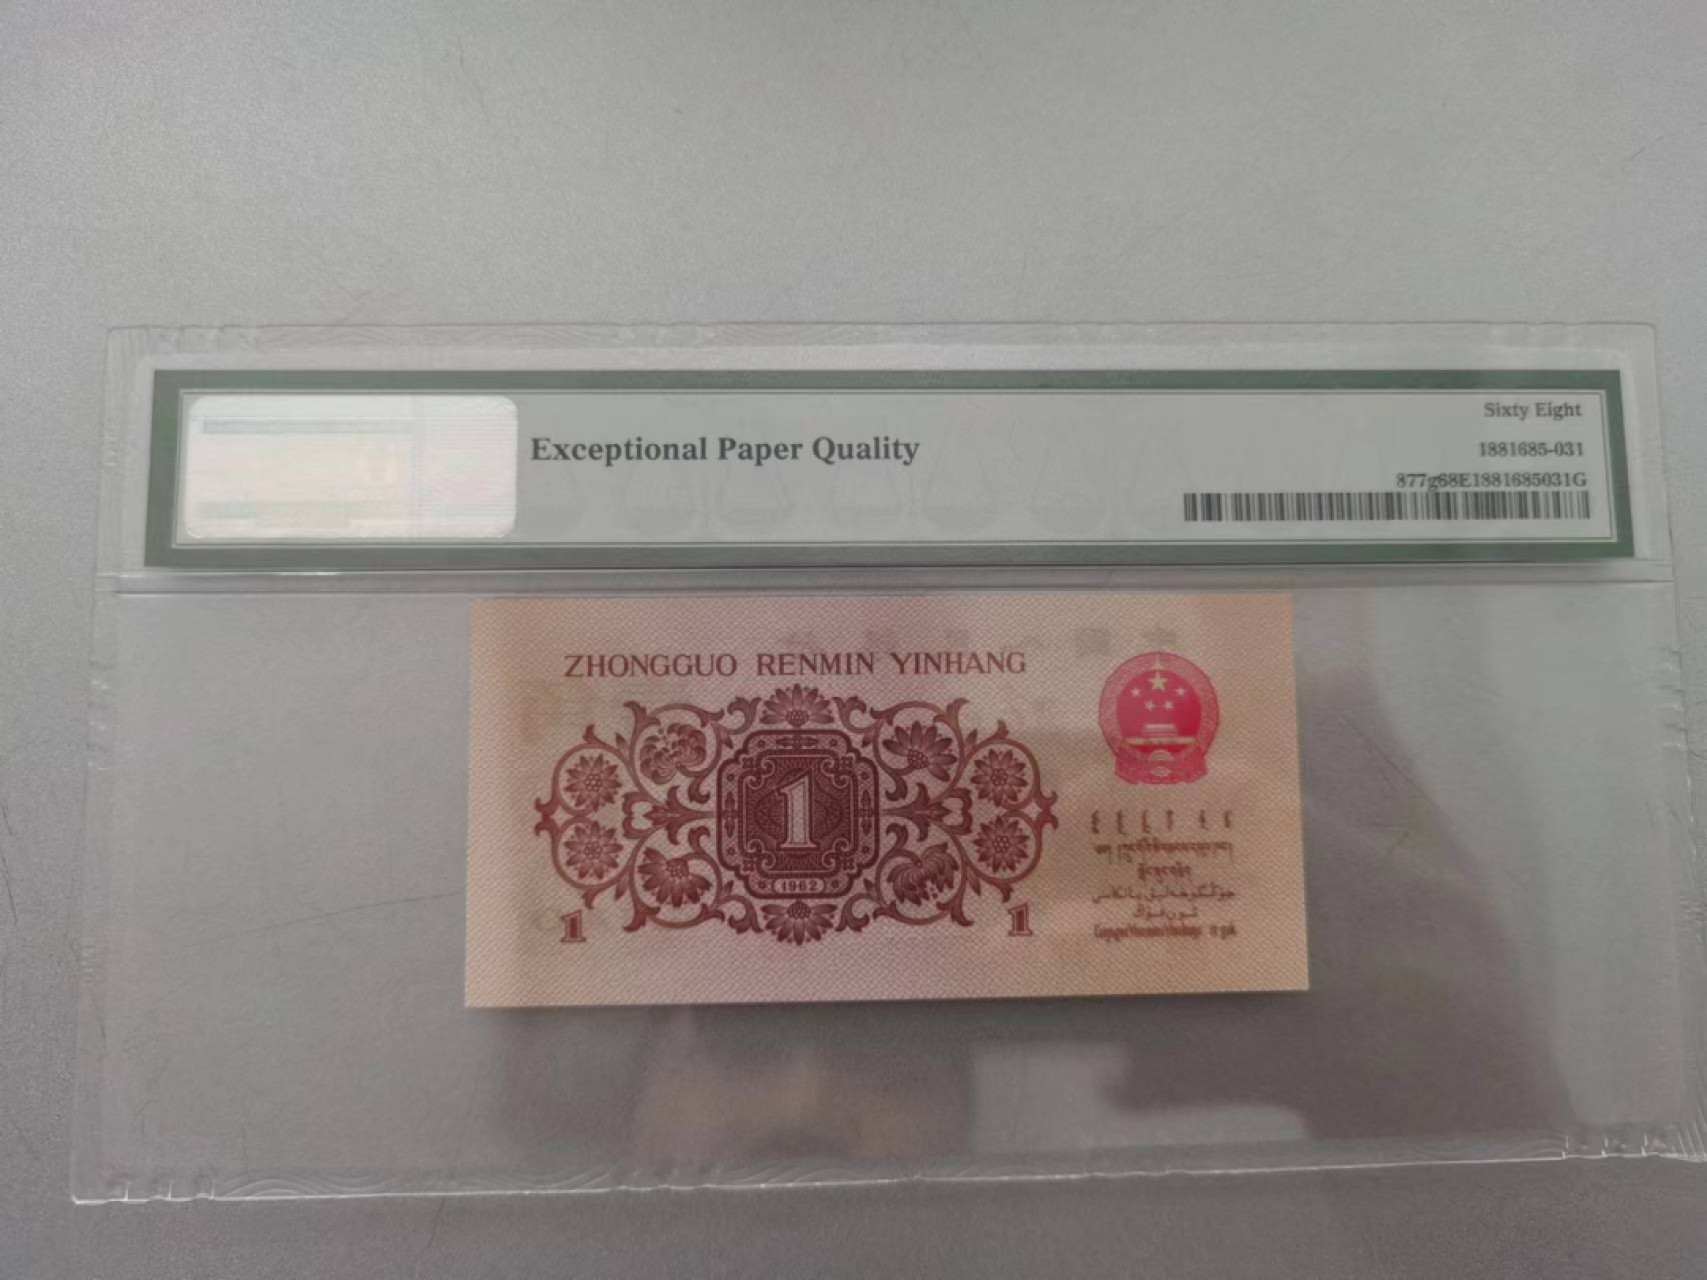 Sixty Eight
Exceptional Paper Quality
1881685-031
877g68E1881685031G
ZHONGGUO RENMIN YINHANG
1
1962
1 1